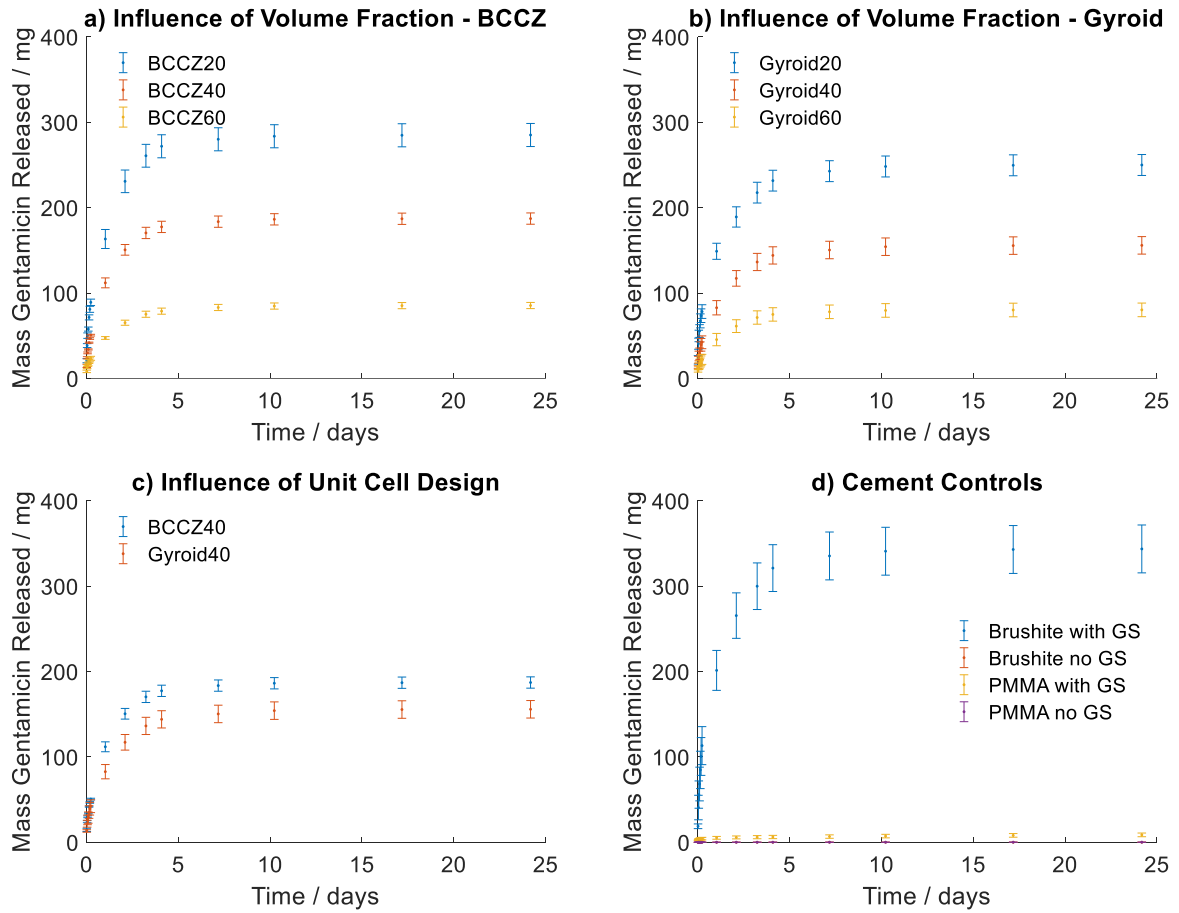 a) Influence of Volume Fraction - BCCZ
400
300
200
100
0
Mass Gentamicin Released / mg
BCCZ20
BCCZ40
BCCZ60
0 5 10 15 20 25
Time / days
b) Influence of Volume Fraction - Gyroid
400
300
200
100
0
Mass Gentamicin Released / mg
Gyroid20
Gyroid40
Gyroid60
0 5 10 15 20 25
Time / days
c) Influence of Unit Cell Design
400
300
200
100
0
Mass Gentamicin Released / mg
BCCZ40
Gyroid40
0 5 10 15 20 25
Time / days
d) Cement Controls
400
300
200
100
0
Mass Gentamicin Released / mg
Brushite with GS
Brushite no GS
PMMA with GS
PMMA no GS
0 5 10 15 20 25
Time / days